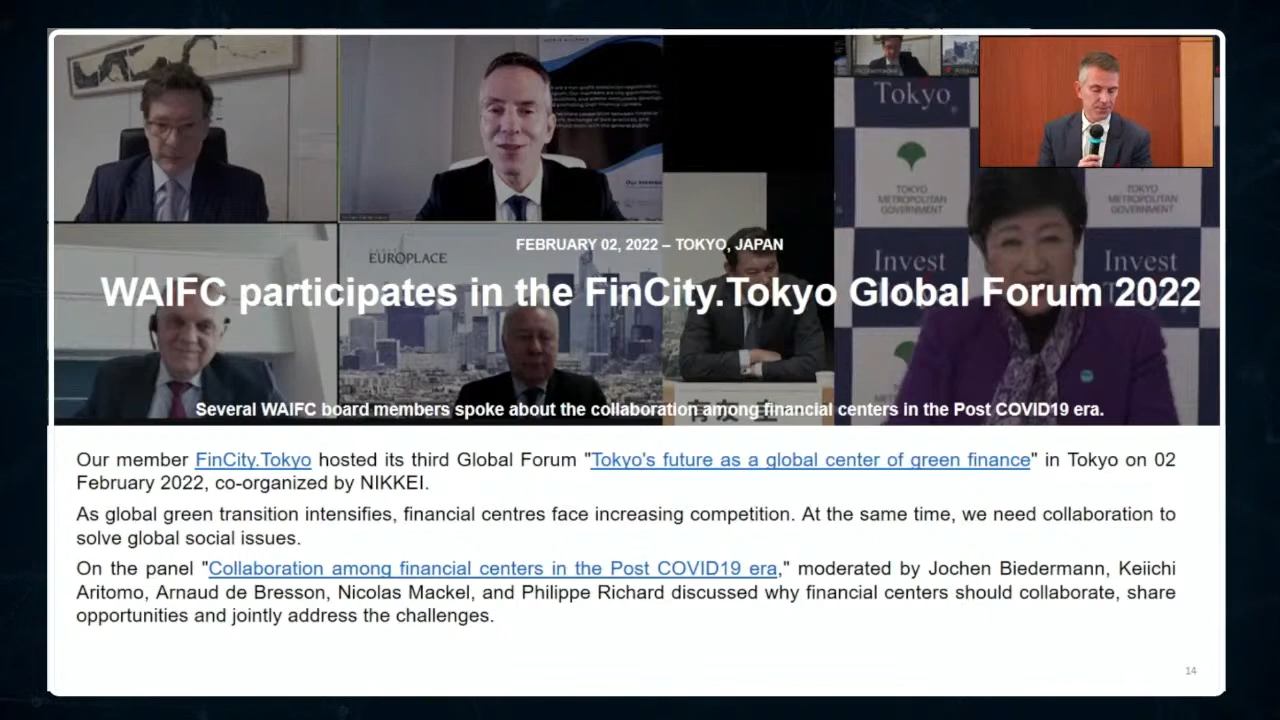 Tokyo
TOKYO
METROPOLITAN
GOVERNMENT
TOKYO
METROPOLITAN
GOVERNMENT
EUROPLACE
FEBRUARY 02, 2022 – TOKYO, JAPAN
Invest
Invest
WAIFC participates in the FinCity.Tokyo Global Forum 2022
Several WAIFC board members spoke about the collaboration among financial centers in the Post COVID19 era.
Our member FinCity.Tokyo hosted its third Global Forum "Tokyo's future as a global center of green finance" in Tokyo on 02
February 2022, co-organized by NIKKEI.
As global green transition intensifies, financial centres face increasing competition. At the same time, we need collaboration to
solve global social issues.
On the panel "Collaboration among financial centers in the Post COVID19 era," moderated by Jochen Biedermann, Keiichi
Aritomo, Arnaud de Bresson, Nicolas Mackel, and Philippe Richard discussed why financial centers should collaborate, share
opportunities and jointly address the challenges.
14